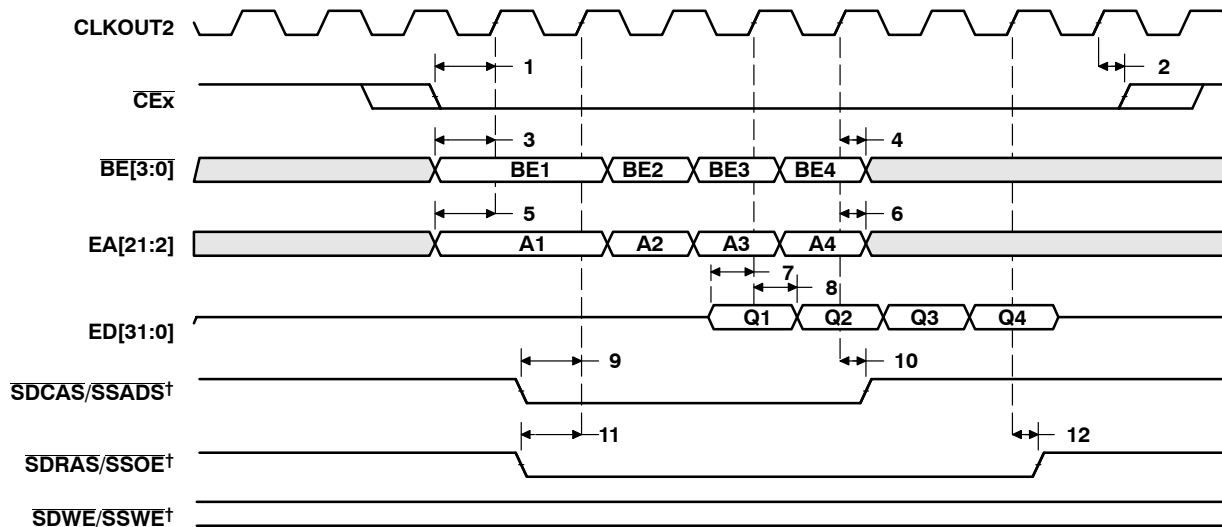 CLKOUT2
1
2
CEx
3
4
BE[3:0]
BE1 BE2 BE3 BE4
5
6
EA[21:2]
A1 A2 A3 A4
7
8
ED[31:0]
Q1 Q2 Q3 Q4
9
10
SDCAS/SSADS†
11
12
SDRAS/SSOE†
SDWE/SSWE†